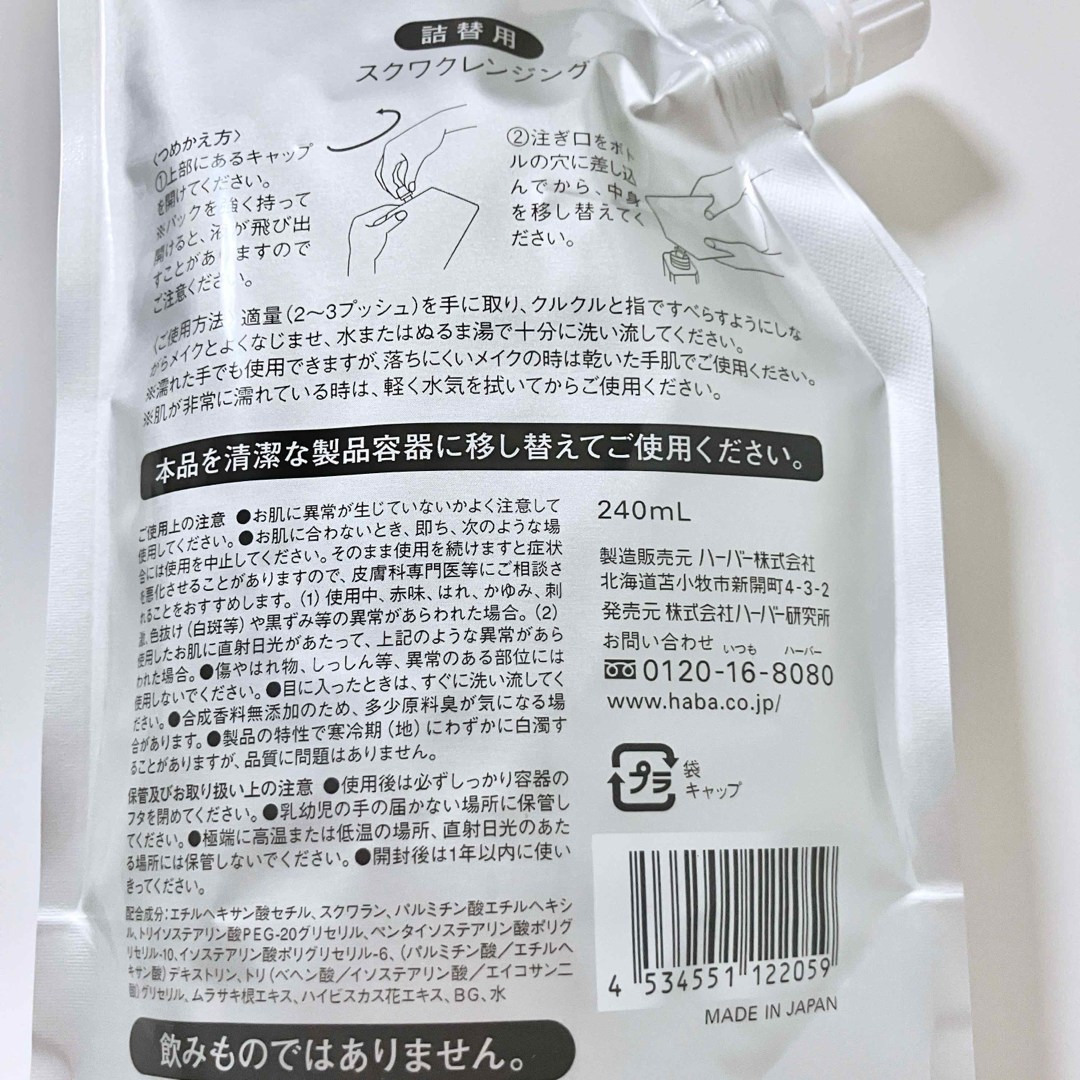 詰替用
スクワクレンジング
〈つめかえ方〉
①上部にあるキャップ
を開けてください。
※パックを強く持って
開けると、液が飛び出
すことがありますので
ご注意ください。
②注ぎ口をボト
ルの穴に差し込
んでから、中身
を移し替えてく
ださい。
〈ご使用方法〉適量(2〜3プッシュ)を手に取り、クルクルと指ですべらすようにしな
がらメイクとよくなじませ、水またはぬるま湯で十分に洗い流してください。
※濡れた手でも使用できますが、落ちにくいメイクの時は乾いた手肌でご使用ください。
※肌が非常に濡れている時は、軽く水気を拭いてからご使用ください。
本品を清潔な製品容器に移し替えてご使用ください。
ご使用上の注意 ●お肌に異常が生じていないかよく注意して
使用してください。●お肌に合わないとき、即ち、次のような場
合には使用を中止してください。そのまま使用を続けますと症状
を悪化させることがありますので、皮膚科専門医等にご相談さ
れることをおすすめします。(1)使用中、赤味、はれ、かゆみ、刺
激、色抜け(白斑等)や黒ずみ等の異常があらわれた場合。(2)
使用したお肌に直射日光があたって、上記のような異常があら
われた場合。●傷やはれ物、しっしん等、異常のある部位には
使用しないでください。●目に入ったときは、すぐに洗い流してく
ださい。●合成香料無添加のため、多少原料臭が気になる場
合があります。●製品の特性で寒冷期(地)にわずかに白濁す
ることがありますが、品質に問題はありません。
保管及びお取り扱い上の注意 ●使用後は必ずしっかり容器の
フタを閉めてください。●乳幼児の手の届かない場所に保管し
てください。●極端に高温または低温の場所、直射日光のあた
る場所には保管しないでください。●開封後は1年以内に使い
きってください。
配合成分:エチルヘキサン酸セチル、スクワラン、パルミチン酸エチルヘキシ
ル、トリイソステアリン酸PEG-20グリセリル、ペンタイソステアリン酸ポリグ
リセリル-10、イソステアリン酸ポリグリセリル-6、(パルミチン酸/エチルヘ
キサン酸)デキストリン、トリ(ベヘン酸/イソステアリン酸/エイコサン二
酸)グリセリル、ムラサキ根エキス、ハイビスカス花エキス、BG、水
飲みものではありません。
240mL
製造販売元 ハーバー株式会社
北海道苫小牧市新開町4-3-2
発売元 株式会社ハーバー研究所
お問い合わせ いつも ハーバー
0120-16-8080
www.haba.co.jp/
プラ
袋
キャップ
4 534551 122059
MADE IN JAPAN